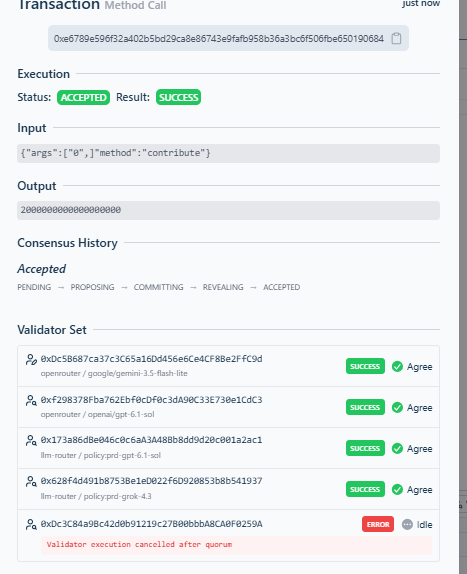 Transaction Method Call just now
0xe6789e596f32a402b5bd29ca8e86743e9fafb958b36a3bc6f506fbe650190684
Execution
Status: ACCEPTED Result: SUCCESS
Input
{"args":["0",]"method":"contribute"}
Output
2000000000000000000
Consensus History
Accepted
PENDING → PROPOSING → COMMITTING → REVEALING → ACCEPTED
Validator Set
0xDc5B687ca37c3C65a16Dd456e6Ce4CF8Be2FfC9d SUCCESS Agree
openrouter / google/gemini-3.5-flash-lite
0xf298378Fba762Ebf0cDf0c3dA90C33E730e1CdC3 SUCCESS Agree
openrouter / openai/gpt-6.1-sol
0x173a86dBe046c0c6aA3A48Bb8dd9d20c001a2ac1 SUCCESS Agree
llm-router / policy:prd-gpt-6.1-sol
0x628f4d491b8753Be1eD022f6D920853b8b541937 SUCCESS Agree
llm-router / policy:prd-grok-4.3
0xDc3C84a9Bc42d0b91219c27B00bbbA8CA0F0259A ERROR Idle
Validator execution cancelled after quorum